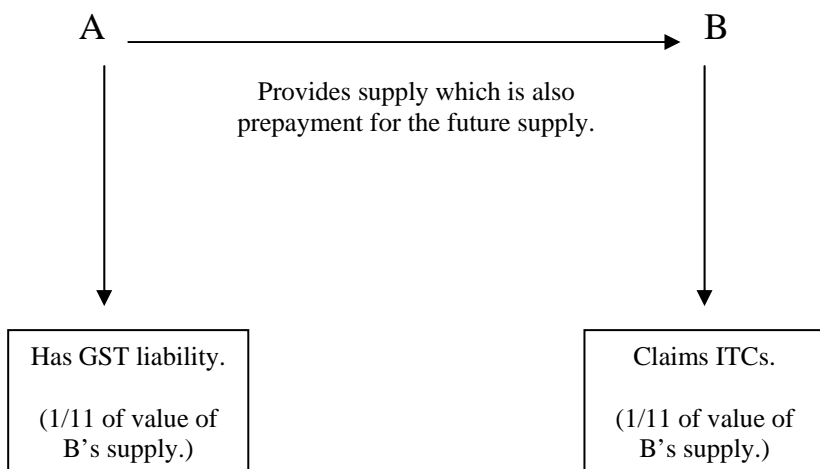 A
B
Provides supply which is also
prepayment for the future supply.
Has GST liability.
(1/11 of value of
B’s supply.)
Claims ITCs.
(1/11 of value of
B’s supply.)